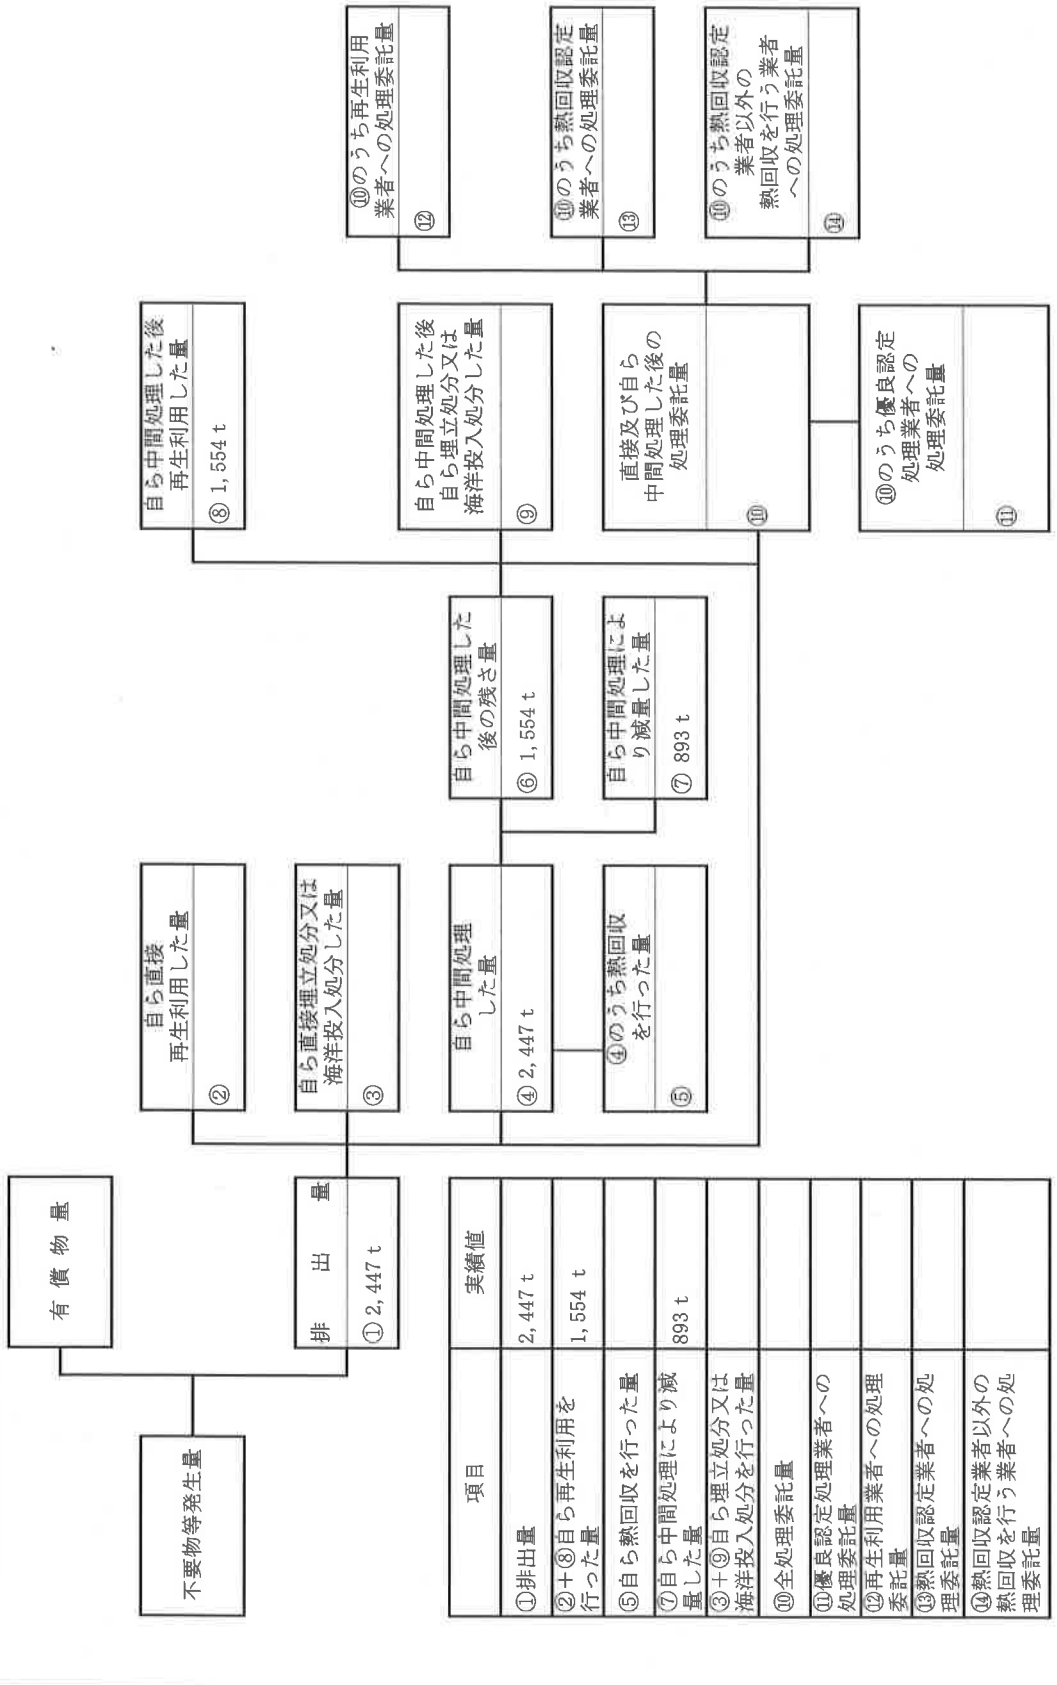 有償物量
不要物等発生量
排出量
① 2,447 t
自ら直接
再生利用した量
②
自ら直接埋立処分又は
海洋投入処分した量
③
自ら中間処理
した量
④ 2,447 t
④のうち熱回収
を行った量
⑤
自ら中間処理した
後の残さ量
⑥ 1,554 t
自ら中間処理によ
り減量した量
⑦ 893 t
自ら中間処理した後
再生利用した量
⑧ 1,554 t
自ら中間処理した後
自ら埋立処分又は
海洋投入処分した量
⑨
直接及び自ら
中間処理した後の
処理委託量
⑩
⑩のうち優良認定
処理業者への
処理委託量
⑪
⑩のうち再生利用
業者への処理委託量
⑫
⑩のうち熱回収認定
業者への処理委託量
⑬
⑩のうち熱回収認定
業者以外の
熱回収を行う業者
への処理委託量
⑭
項目 実績値
①排出量 2,447 t
②+⑧自ら再生利用を
行った量 1,554 t
⑤自ら熱回収を行った量
⑦自ら中間処理により減
量した量 893 t
③+⑨自ら埋立処分又は
海洋投入処分を行った量
⑩全処理委託量
⑪優良認定処理業者への
処理委託量
⑫再生利用業者への処理
委託量
⑬熱回収認定業者への処
理委託量
⑭熱回収認定業者以外の
熱回収を行う業者への処
理委託量